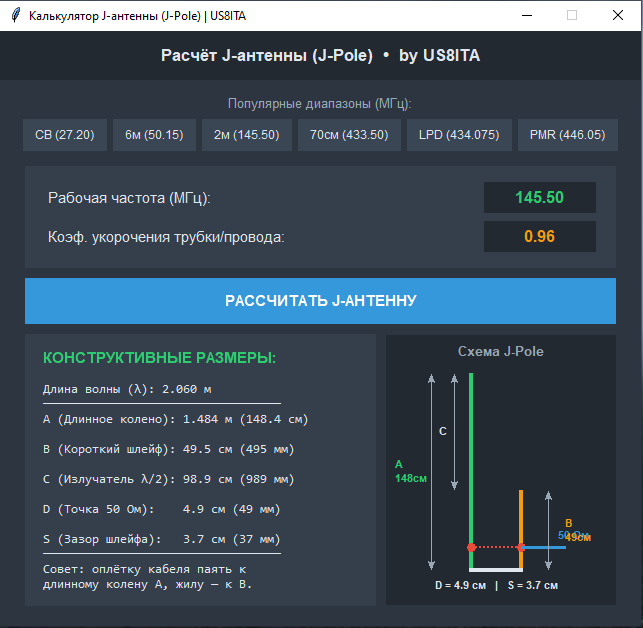 Калькулятор J-антенны (J-Pole) | US8ITA
Расчёт J-антенны (J-Pole) • by US8ITA
Популярные диапазоны (МГц):
CB (27.20) 6м (50.15) 2м (145.50) 70см (433.50) LPD (434.075) PMR (446.05)
Рабочая частота (МГц): 145.50
Коэф. укорочения трубки/провода: 0.96
РАССЧИТАТЬ J-АНТЕННУ
КОНСТРУКТИВНЫЕ РАЗМЕРЫ:
Длина волны (λ): 2.060 м
A (Длинное колено): 1.484 м (148.4 см)
B (Короткий шлейф): 49.5 см (495 мм)
C (Излучатель λ/2): 98.9 см (989 мм)
D (Точка 50 Ом): 4.9 см (49 мм)
S (Зазор шлейфа): 3.7 см (37 мм)
Совет: оплётку кабеля паять к
длинному колену A, жилу — к B.
Схема J-Pole
C
A
148см
B
50 Ом
49см
D = 4.9 см | S = 3.7 см